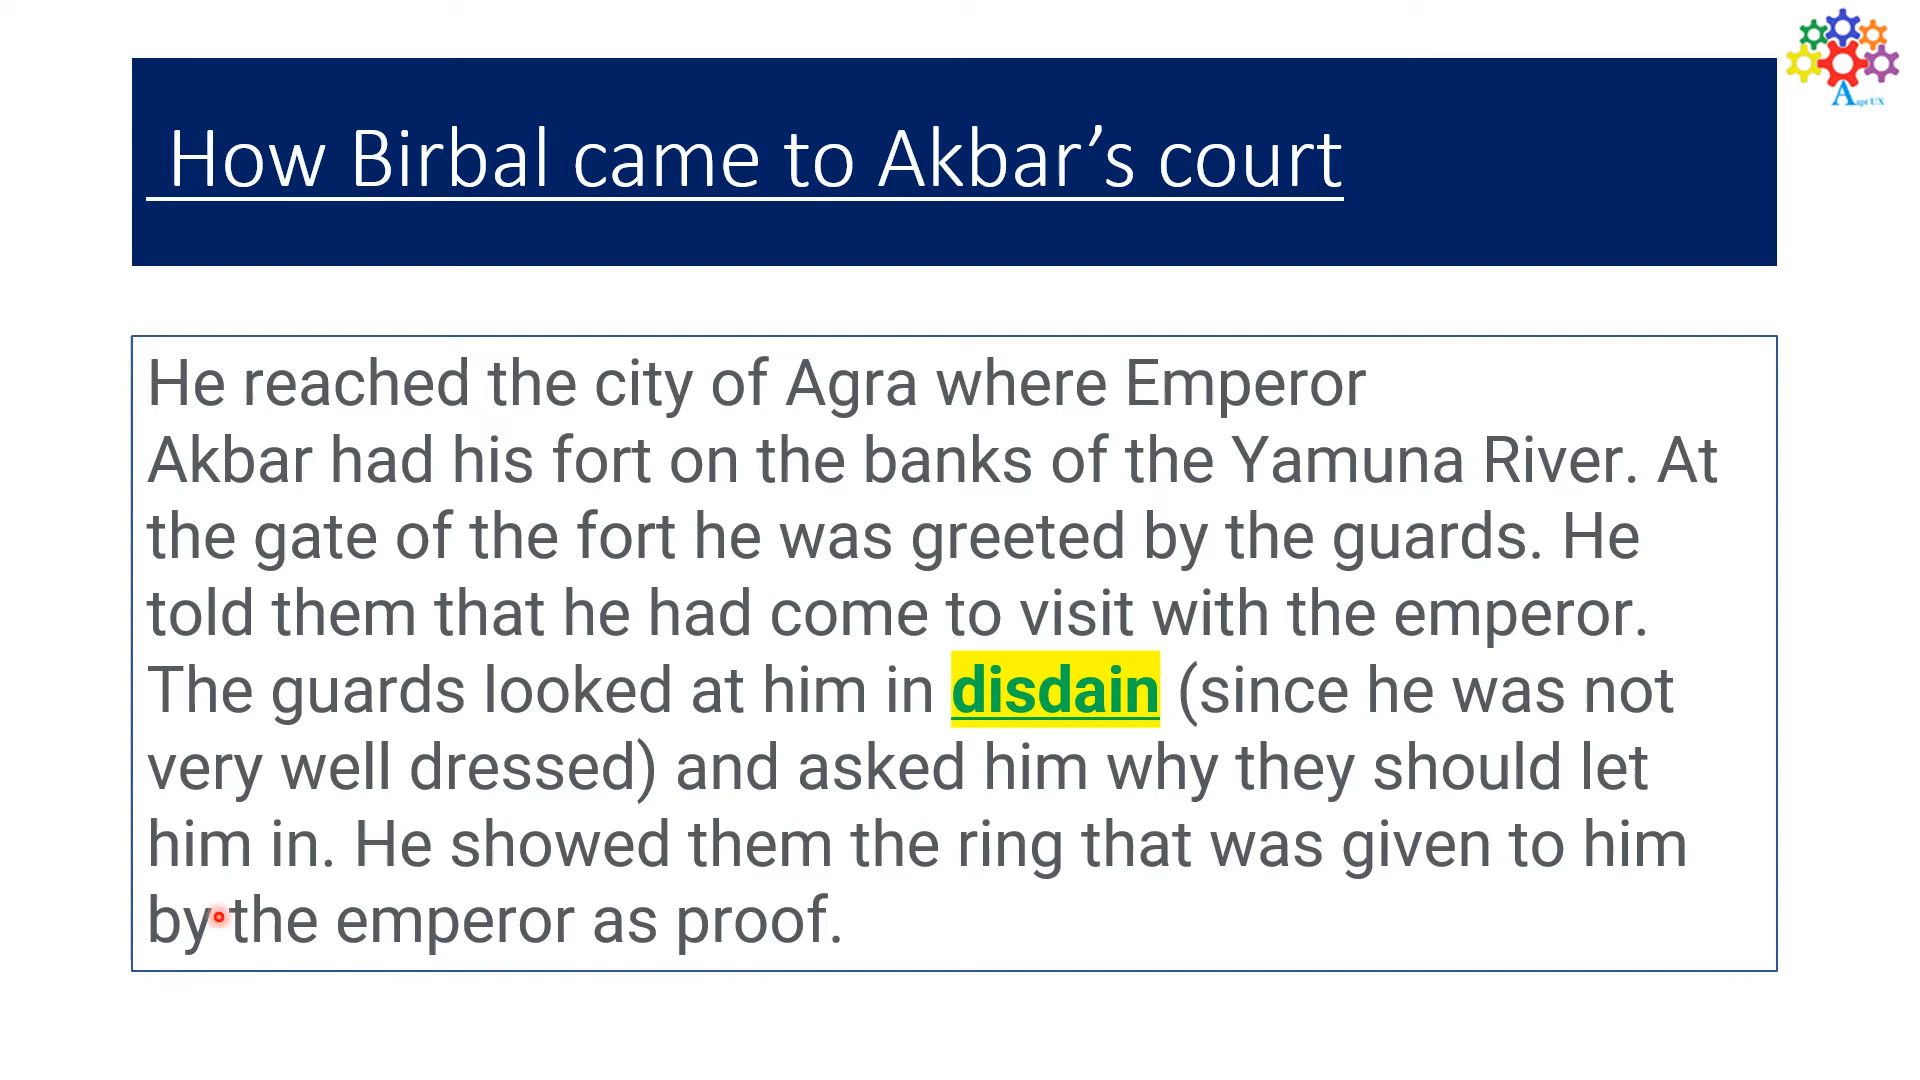 Aapt UX
How Birbal came to Akbar’s court
He reached the city of Agra where Emperor
Akbar had his fort on the banks of the Yamuna River. At
the gate of the fort he was greeted by the guards. He
told them that he had come to visit with the emperor.
The guards looked at him in disdain (since he was not
very well dressed) and asked him why they should let
him in. He showed them the ring that was given to him
by the emperor as proof.